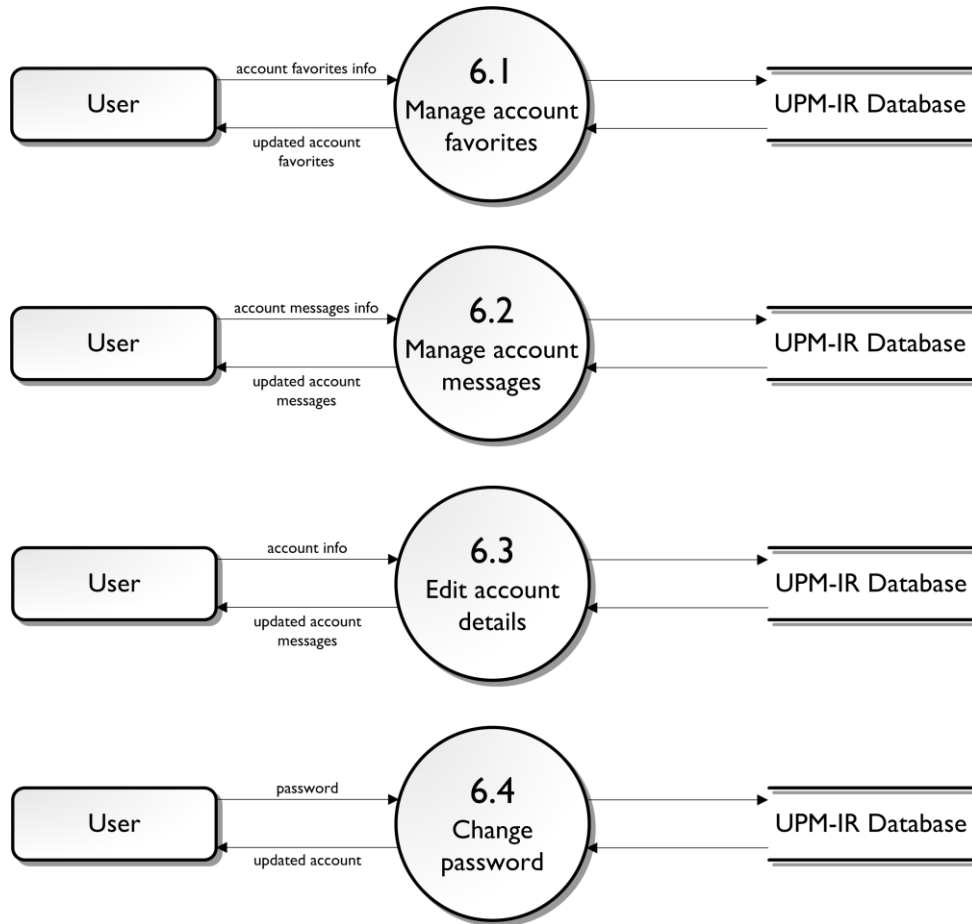 account favorites info
6.1
User
Manage account
UPM-IR Database
favorites
updated account
favorites
account messages info
6.2
User
Manage account
UPM-IR Database
messages
updated account
messages
account info
6.3
User
Edit account
UPM-IR Database
details
updated account
messages
password
6.4
User
Change
UPM-IR Database
password
updated account